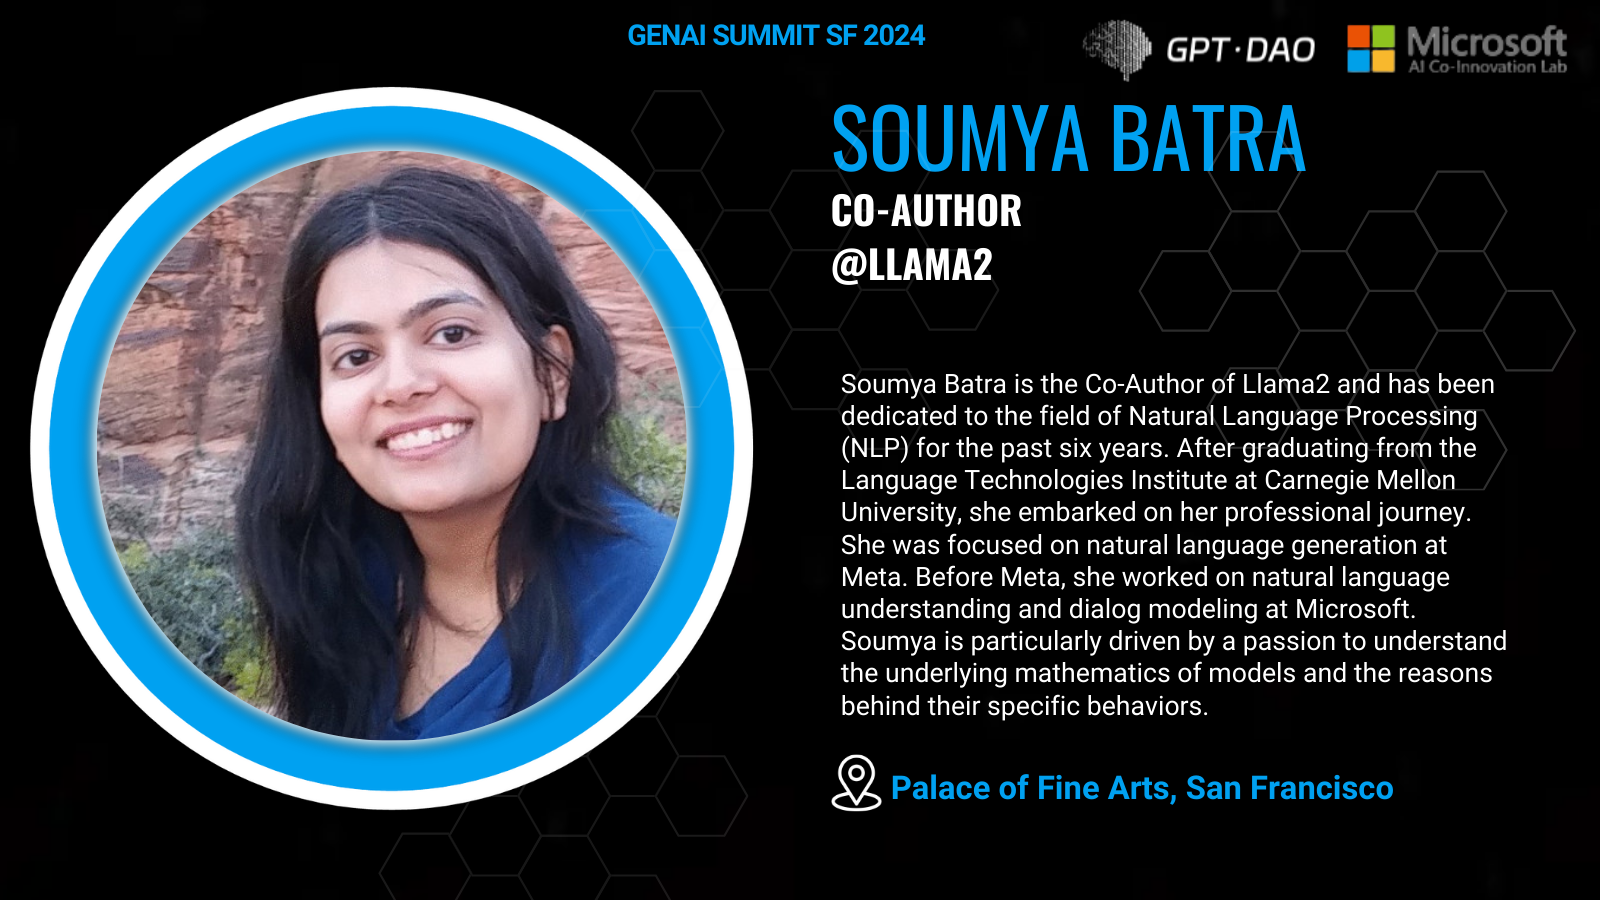 GENAI SUMMIT SF 2024
GPT·DAO
Microsoft
AI Co-Innovation Lab
SOUMYA BATRA
CO-AUTHOR
@LLAMA2
Soumya Batra is the Co-Author of Llama2 and has been
dedicated to the field of Natural Language Processing
(NLP) for the past six years. After graduating from the
Language Technologies Institute at Carnegie Mellon
University, she embarked on her professional journey.
She was focused on natural language generation at
Meta. Before Meta, she worked on natural language
understanding and dialog modeling at Microsoft.
Soumya is particularly driven by a passion to understand
the underlying mathematics of models and the reasons
behind their specific behaviors.
Palace of Fine Arts, San Francisco